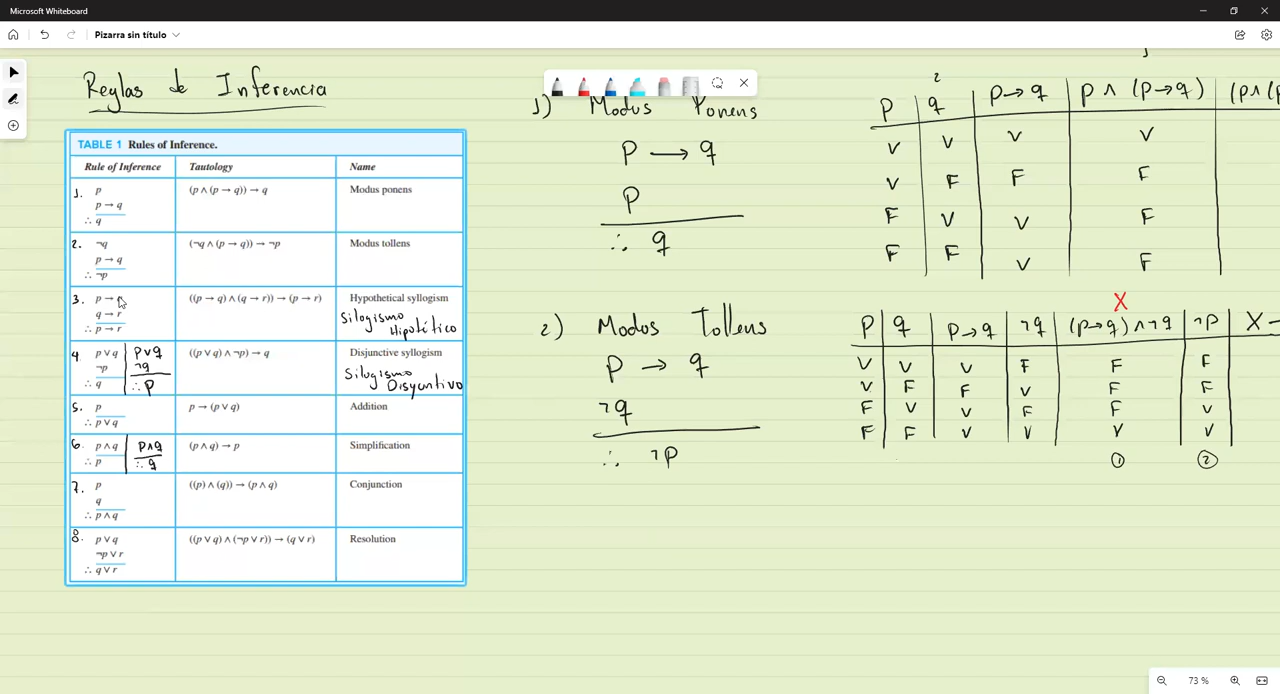 Microsoft Whiteboard
Pizarra sin título
Reglas de Inferencia
TABLE 1 Rules of Inference.
Rule of Inference Tautology Name
1. p (p ∧ (p → q)) → q Modus ponens
p → q
∴ q
2. ¬q (¬q ∧ (p → q)) → ¬p Modus tollens
p → q
∴ ¬p
3. p → ((p → q) ∧ (q → r)) → (p → r) Hypothetical syllogism
q → r Silogismo
∴ p → r Hipotético
4. p ∨ q p ∨ q ((p ∨ q) ∧ ¬p) → q Disjunctive syllogism
¬p ¬q Silogismo
∴ q ∴ p Disyuntivo
5. p p → (p ∨ q) Addition
∴ p ∨ q
6. p ∧ q p ∧ q (p ∧ q) → p Simplification
∴ p ∴ q
7. p ((p) ∧ (q)) → (p ∧ q) Conjunction
q
∴ p ∧ q
8. p ∨ q ((p ∨ q) ∧ (¬p ∨ r)) → (q ∨ r) Resolution
¬p ∨ r
∴ q ∨ r
1) Modus Ponens
P → q
P
∴ q
2
P q P → q P ∧ (P → q) (P ∧ (P
V V V V
V F F F
F V V F
F F V F
2) Modus Tollens
P → q
¬q
∴ ¬P
X
P q P → q ¬q (P → q) ∧ ¬q ¬P X
V V V F F F
V F F V F F
F V V F F V
F F V V V V
① ②
73 %